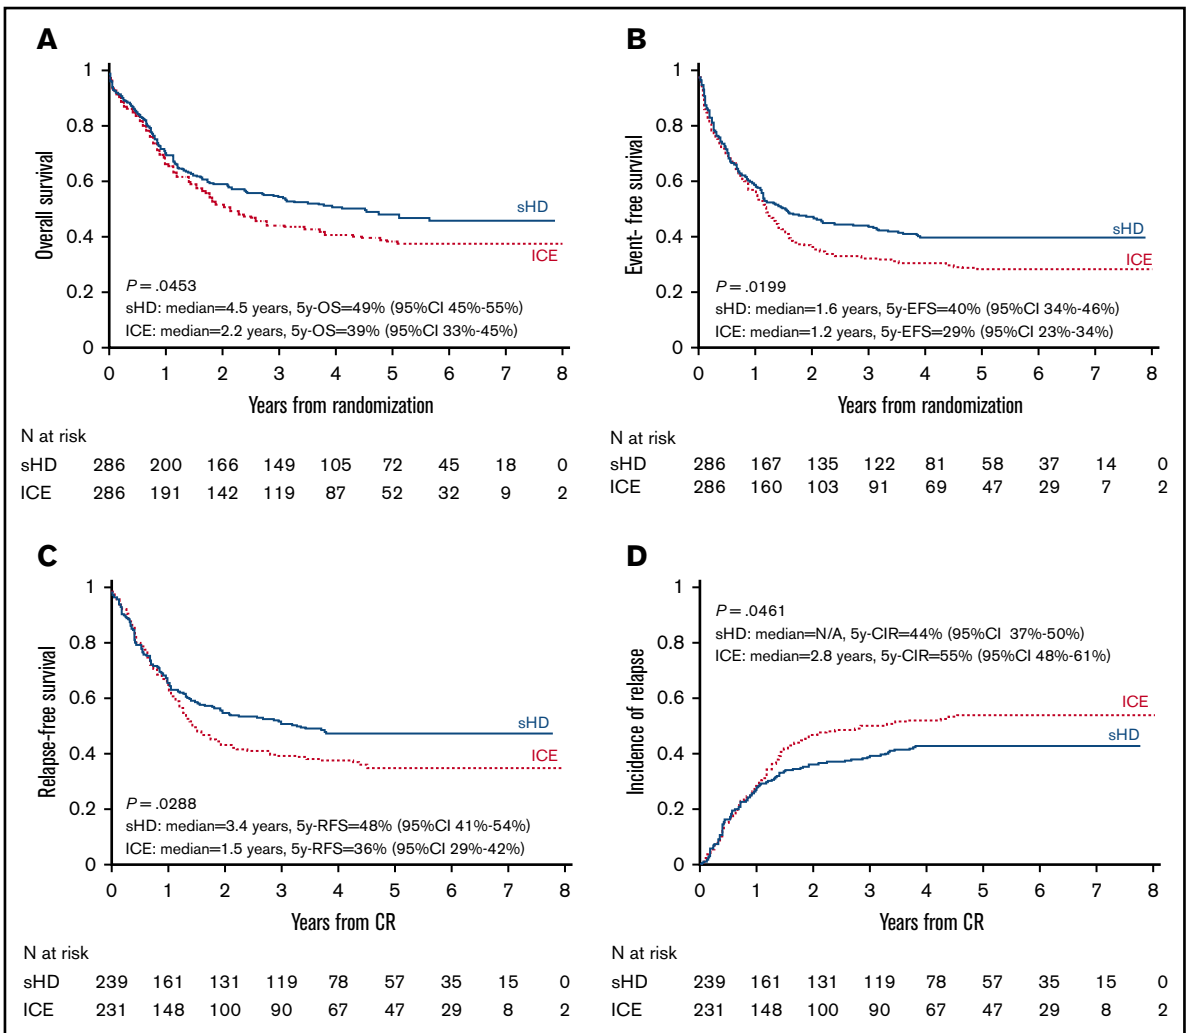 A
1
0.8
0.6
0.4
0.2
0
Overall survival
sHD
ICE
P = .0453
sHD: median=4.5 years, 5y-OS=49% (95%CI 45%-55%)
ICE: median=2.2 years, 5y-OS=39% (95%CI 33%-45%)
0 1 2 3 4 5 6 7 8
Years from randomization
N at risk
sHD 286 200 166 149 105 72 45 18 0
ICE 286 191 142 119 87 52 32 9 2
B
1
0.8
0.6
0.4
0.2
0
Event- free survival
sHD
ICE
P = .0199
sHD: median=1.6 years, 5y-EFS=40% (95%CI 34%-46%)
ICE: median=1.2 years, 5y-EFS=29% (95%CI 23%-34%)
0 1 2 3 4 5 6 7 8
Years from randomization
N at risk
sHD 286 167 135 122 81 58 37 14 0
ICE 286 160 103 91 69 47 29 7 2
C
1
0.8
0.6
0.4
0.2
0
Relapse-free survival
sHD
ICE
P = .0288
sHD: median=3.4 years, 5y-RFS=48% (95%CI 41%-54%)
ICE: median=1.5 years, 5y-RFS=36% (95%CI 29%-42%)
0 1 2 3 4 5 6 7 8
Years from CR
N at risk
sHD 239 161 131 119 78 57 35 15 0
ICE 231 148 100 90 67 47 29 8 2
D
1
0.8
0.6
0.4
0.2
0
Incidence of relapse
P = .0461
sHD: median=N/A, 5y-CIR=44% (95%CI 37%-50%)
ICE: median=2.8 years, 5y-CIR=55% (95%CI 48%-61%)
ICE
sHD
0 1 2 3 4 5 6 7 8
Years from CR
N at risk
sHD 239 161 131 119 78 57 35 15 0
ICE 231 148 100 90 67 47 29 8 2